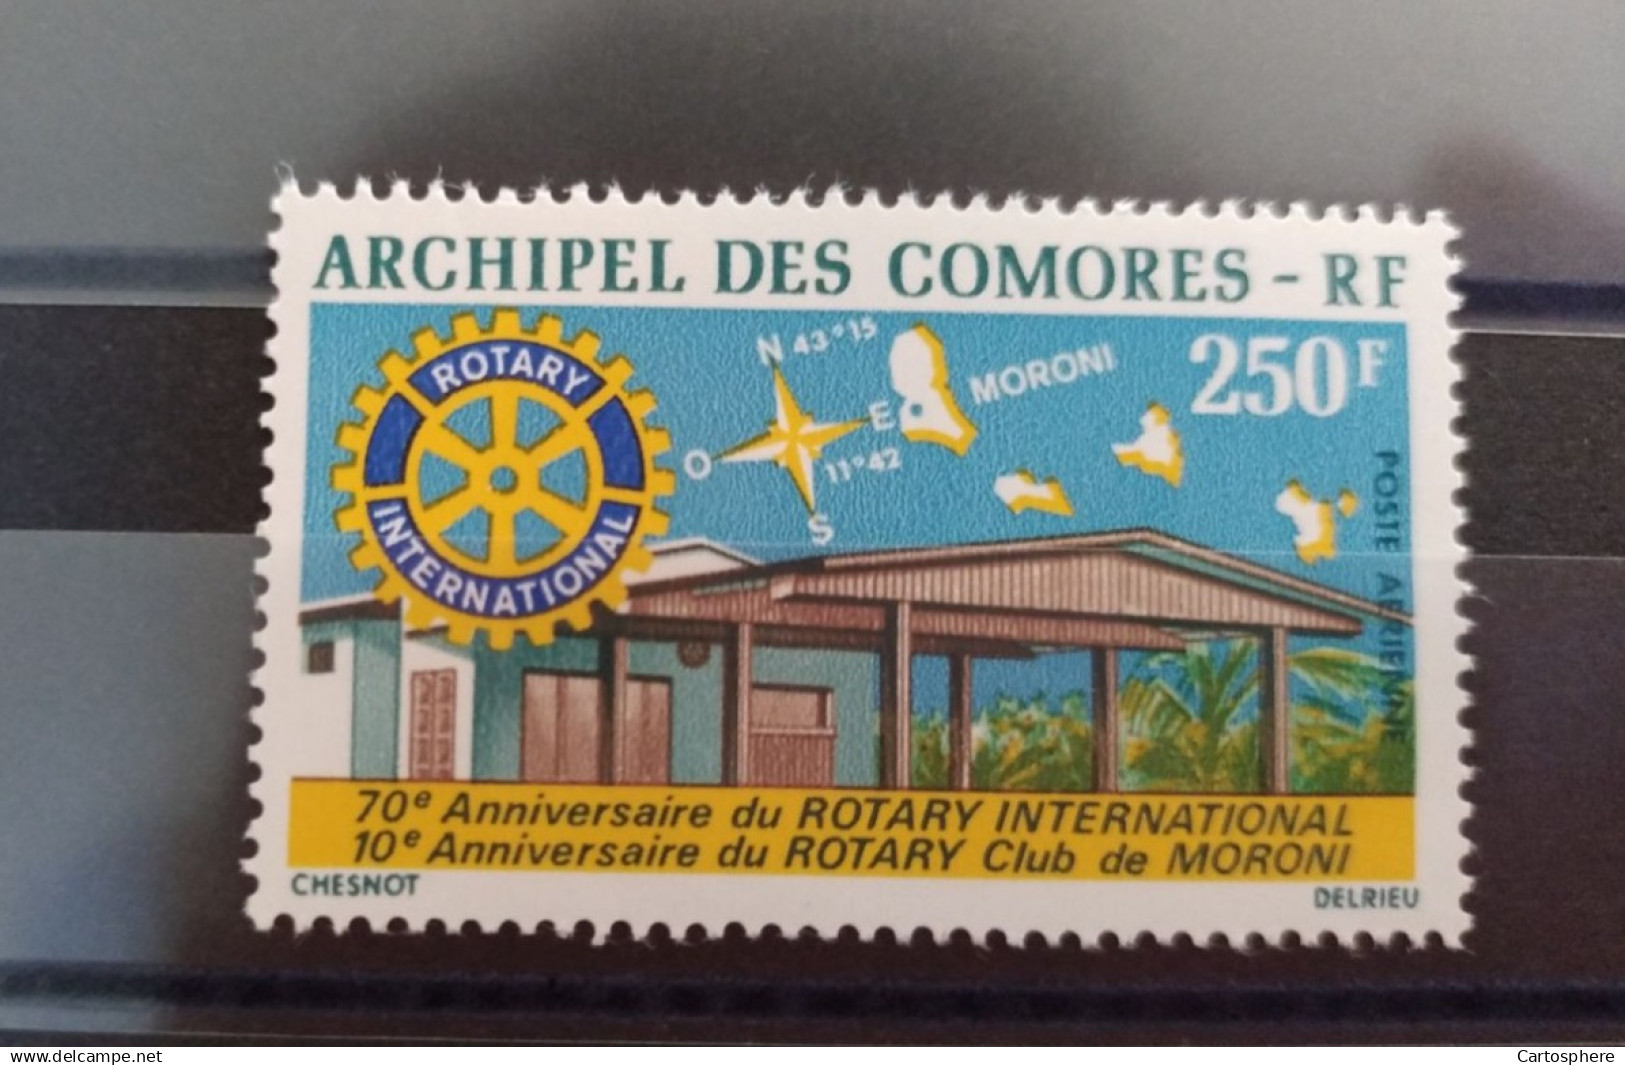 ARCHIPEL DES COMORES - RF
ROTARY
INTERNATIONAL
N 43°15
E
O
11°42
S
MORONI
250F
POSTE AERIENNE
70e Anniversaire du ROTARY INTERNATIONAL
10e Anniversaire du ROTARY Club de MORONI
CHESNOT
DELRIEU
www.delcampe.net
Cartosphere